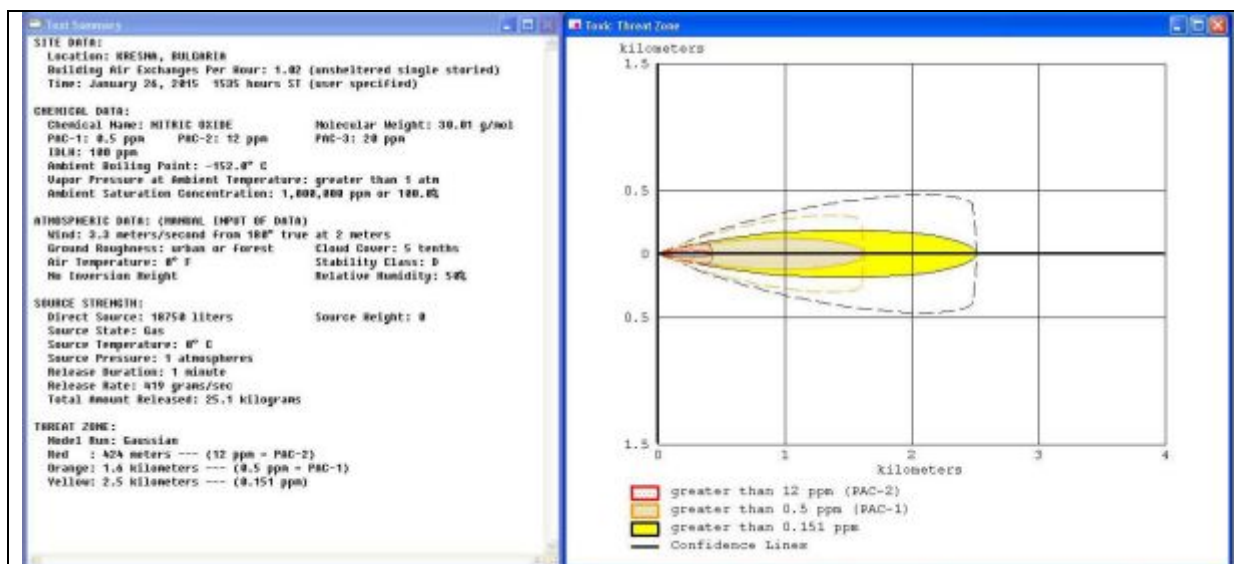 Text Summary
SITE DATA:
Location: KRESNA, BULGARIA
Building Air Exchanges Per Hour: 1.02 (unsheltered single storied)
Time: January 26, 2015 1535 hours ST (user specified)
CHEMICAL DATA:
Chemical Name: NITRIC OXIDE Molecular Weight: 30.01 g/mol
PAC-1: 0.5 ppm PAC-2: 12 ppm PAC-3: 20 ppm
IDLH: 100 ppm
Ambient Boiling Point: -152.0° C
Vapor Pressure at Ambient Temperature: greater than 1 atm
Ambient Saturation Concentration: 1,000,000 ppm or 100.0%
ATMOSPHERIC DATA: (MANUAL INPUT OF DATA)
Wind: 3.3 meters/second from 180° true at 2 meters
Ground Roughness: urban or forest Cloud Cover: 5 tenths
Air Temperature: 0° F Stability Class: D
No Inversion Height Relative Humidity: 50%
SOURCE STRENGTH:
Direct Source: 18750 liters Source Height: 0
Source State: Gas
Source Temperature: 0° C
Source Pressure: 1 atmospheres
Release Duration: 1 minute
Release Rate: 419 grams/sec
Total Amount Released: 25.1 kilograms
THREAT ZONE:
Model Run: Gaussian
Red : 424 meters --- (12 ppm = PAC-2)
Orange: 1.6 kilometers --- (0.5 ppm = PAC-1)
Yellow: 2.5 kilometers --- (0.151 ppm)
Toxic Threat Zone
kilometers
1.5
0.5
0
0.5
1.5
0 1 2 3 4
kilometers
greater than 12 ppm (PAC-2)
greater than 0.5 ppm (PAC-1)
greater than 0.151 ppm
Confidence Lines